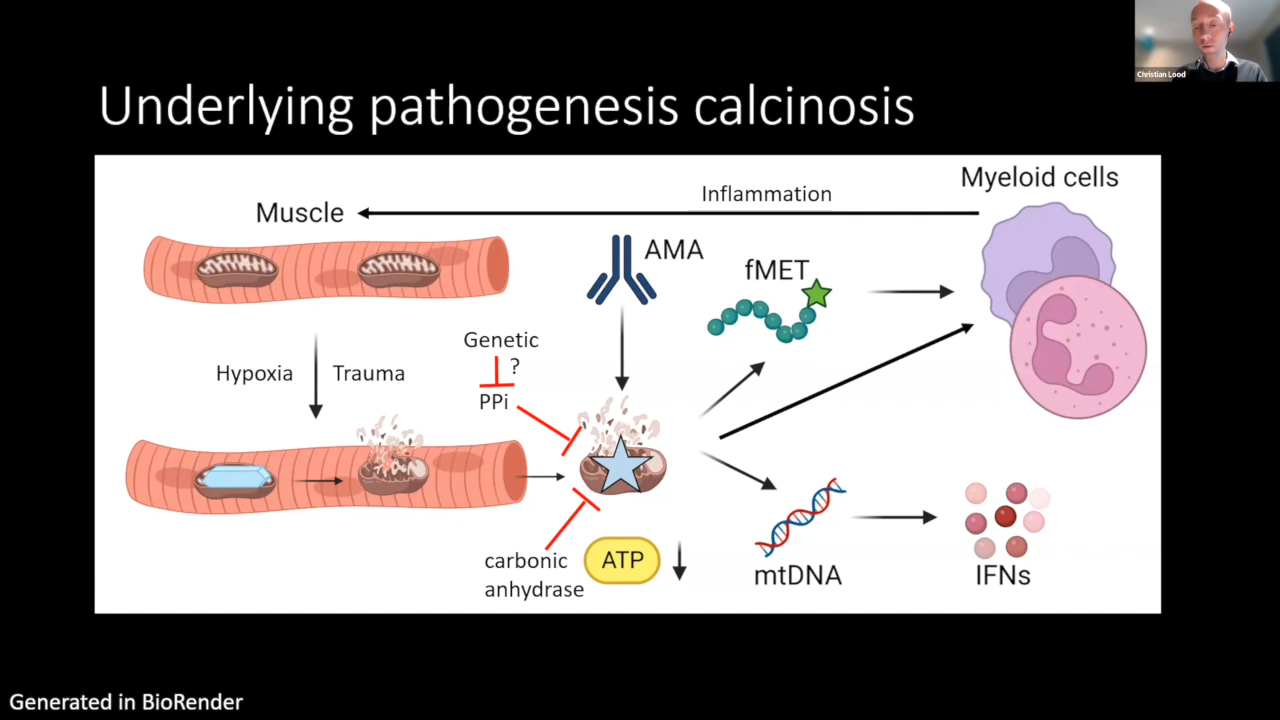 Christian Lood
Underlying pathogenesis calcinosis
Myeloid cells
Inflammation
Muscle
AMA
fMET
Genetic
?
PPi
Hypoxia
Trauma
carbonic
anhydrase
ATP
mtDNA
IFNs
Generated in BioRender